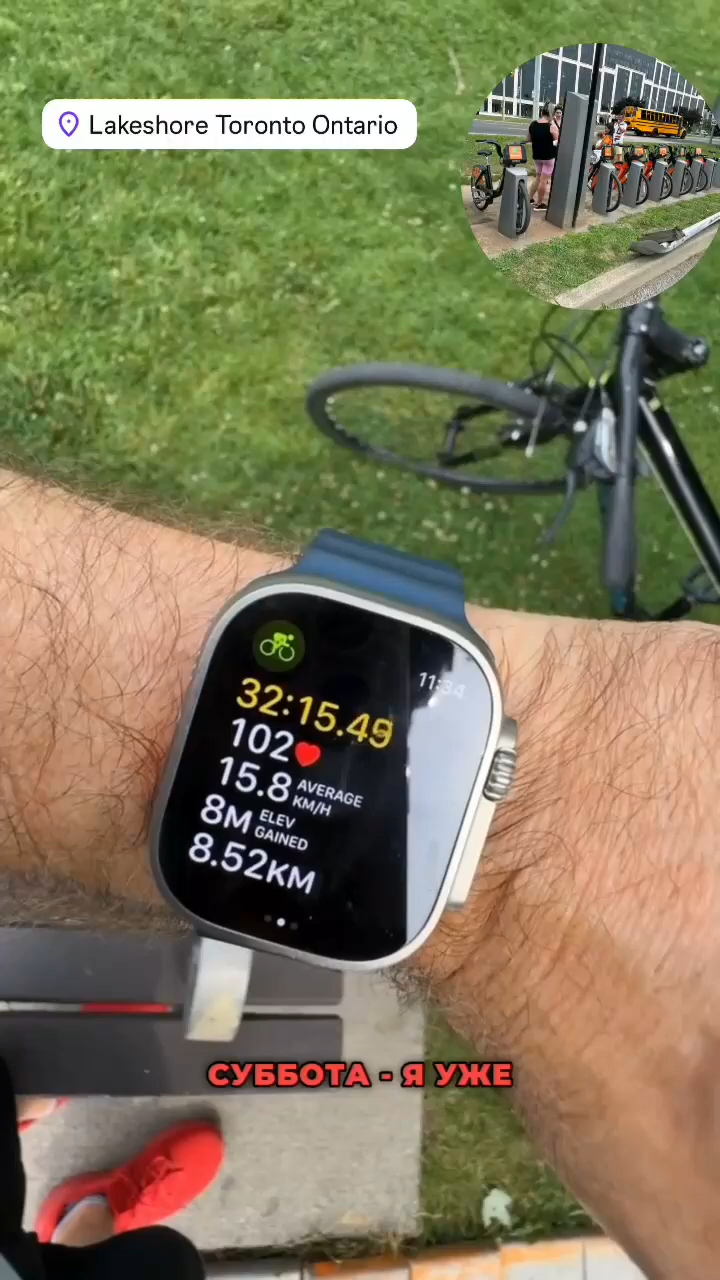 Lakeshore Toronto Ontario
11:34
32:15.49
102
15.8 AVERAGE KM/H
8M ELEV GAINED
8.52KM
СУББОТА - Я УЖЕ